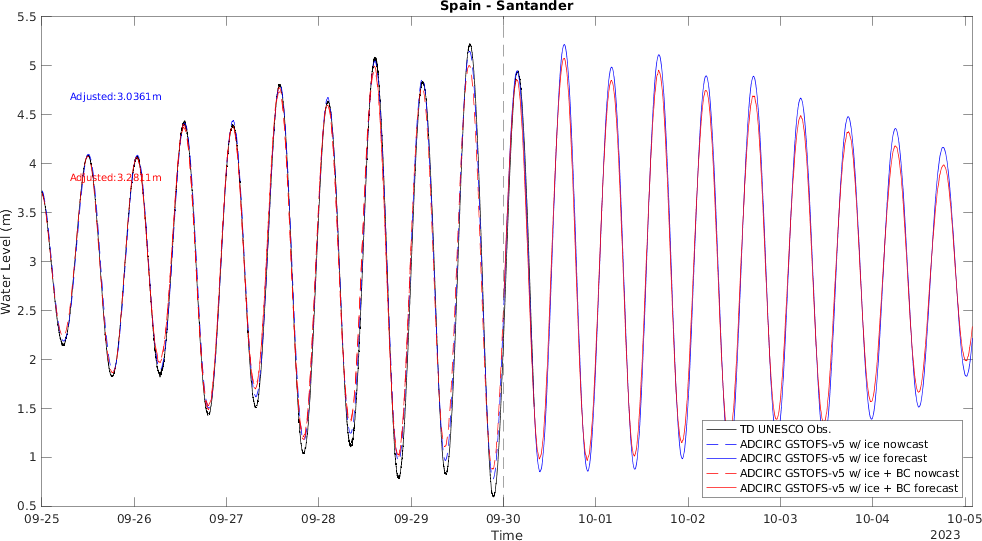 Spain - Santander
5.5
5
4.5
4
3.5
3
2.5
2
1.5
1
0.5
Water Level (m)
Adjusted:3.0361m
Adjusted:3.2811m
TD UNESCO Obs.
ADCIRC GSTOFS-v5 w/ ice nowcast
ADCIRC GSTOFS-v5 w/ ice forecast
ADCIRC GSTOFS-v5 w/ ice + BC nowcast
ADCIRC GSTOFS-v5 w/ ice + BC forecast
09-25 09-26 09-27 09-28 09-29 09-30 10-01 10-02 10-03 10-04 10-05
Time
2023